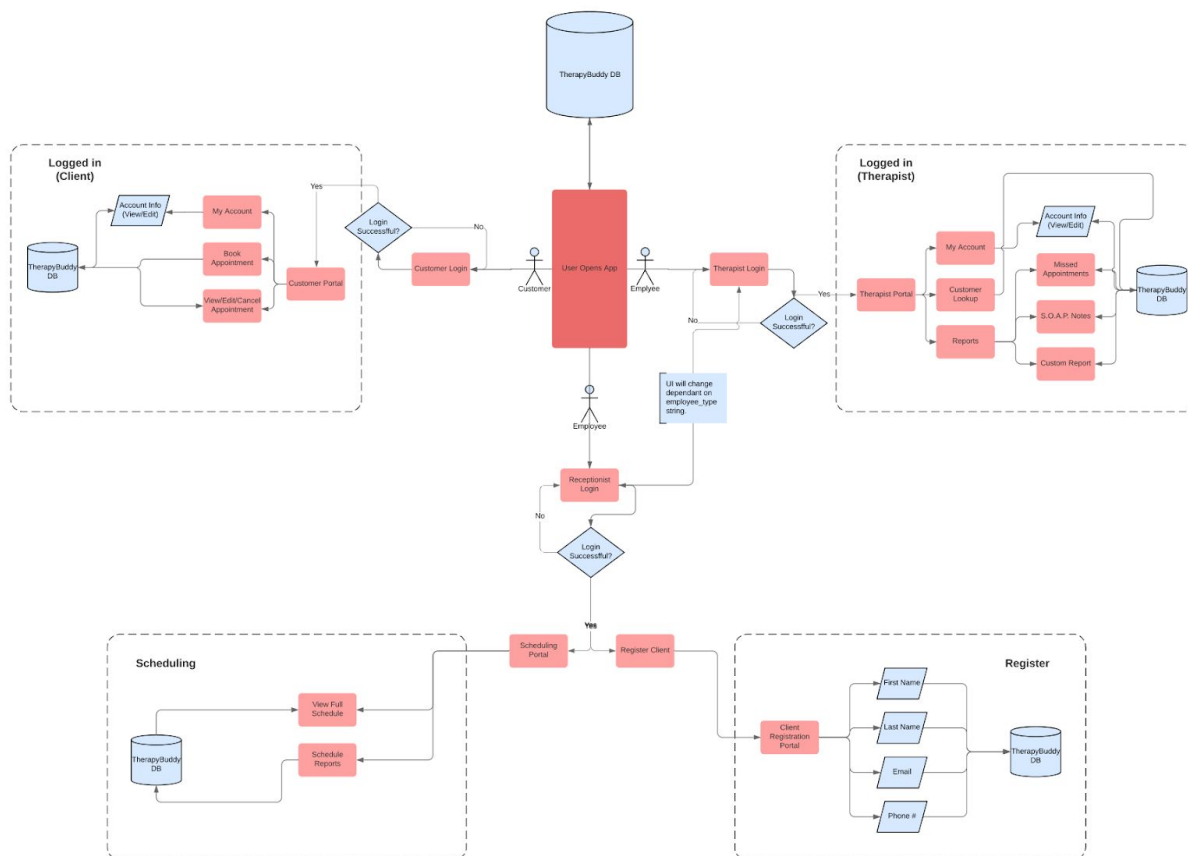 TherapyBuddy DB
Logged in
(Client)
Account Info
(View/Edit)
My Account
TherapyBuddy
DB
Book
Appointment
View/Edit/Cancel
Appointment
Customer Portal
Yes
Login
Successful?
No
Customer Login
Customer
User Opens App
Emplyee
Therapist Login
No
Login
Successful?
Yes
Logged in
(Therapist)
Therapist Portal
My Account
Customer
Lookup
Reports
Account Info
(View/Edit)
Missed
Appointments
S.O.A.P. Notes
Custom Report
TherapyBuddy
DB
UI will change
dependant on
employee_type
string.
Employee
Receptionist
Login
No
Login
Successful?
Yes
Scheduling
Portal
Register Client
Scheduling
View Full
Schedule
TherapyBuddy
DB
Schedule
Reports
Register
Client
Registration
Portal
First Name
Last Name
Email
Phone #
TherapyBuddy
DB